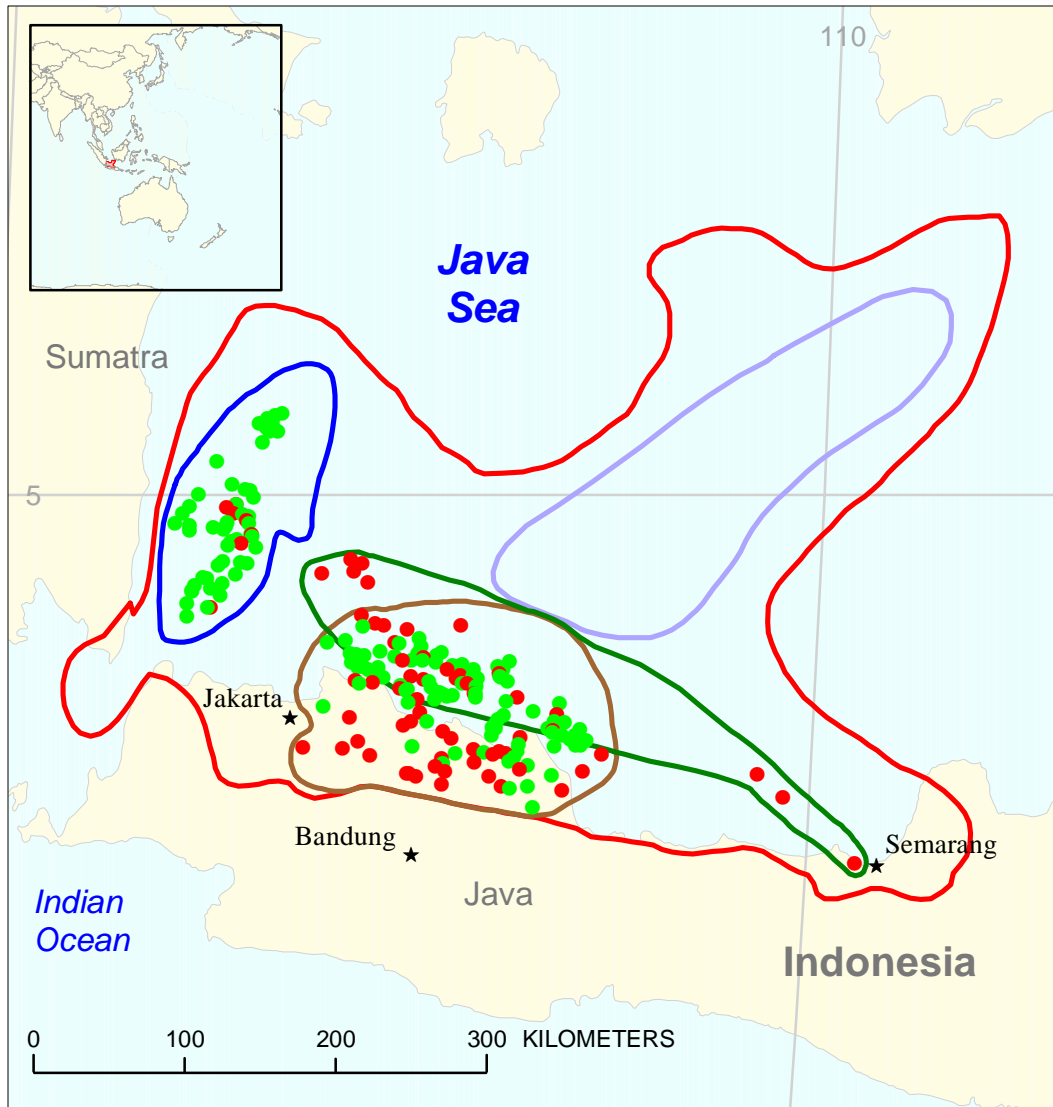 110
Java
Sea
Sumatra
5
Jakarta
Bandung
Semarang
Java
Indian
Ocean
Indonesia
0 100 200 300 KILOMETERS